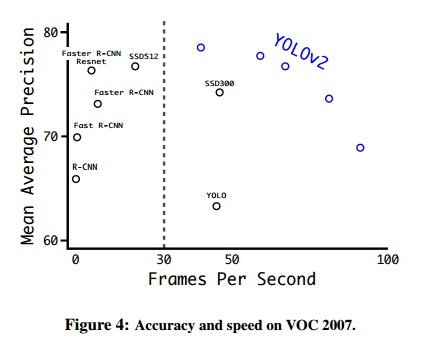 80
Faster R-CNN
Resnet
SSD512
YOLOv2
Faster R-CNN
SSD300
70
Fast R-CNN
R-CNN
YOLO
60
Mean Average Precision
0 30 50 100
Frames Per Second
Figure 4: Accuracy and speed on VOC 2007.